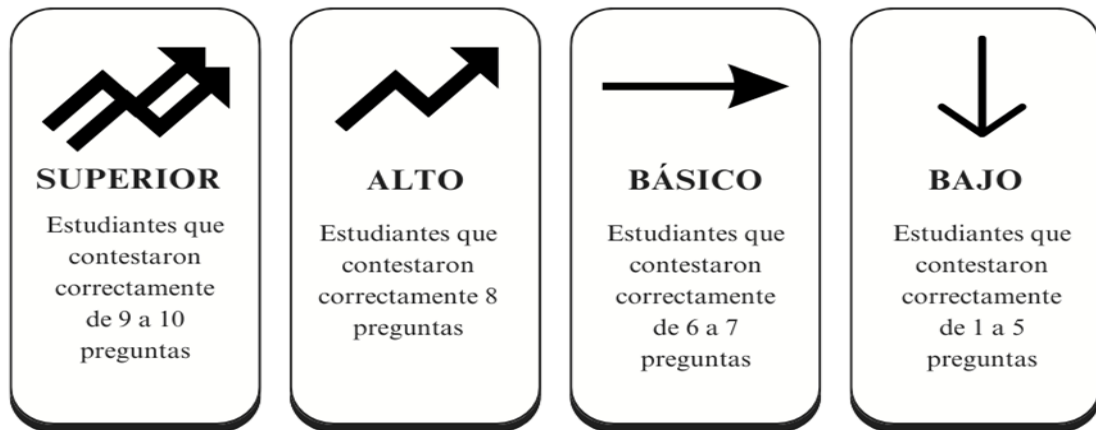 SUPERIOR
Estudiantes que
contestaron
correctamente
de 9 a 10
preguntas
ALTO
Estudiantes que
contestaron
correctamente 8
preguntas
BÁSICO
Estudiantes que
contestaron
correctamente
de 6 a 7
preguntas
BAJO
Estudiantes que
contestaron
correctamente
de 1 a 5
preguntas